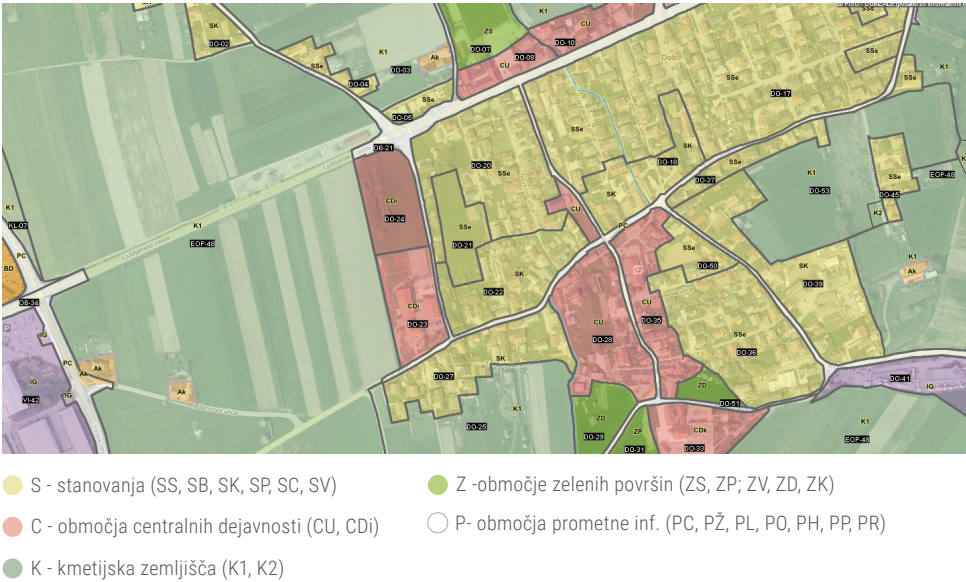 SK
DO-02
K1
ZS
DO-07
CU
DO-10
SSe
SSs
K1
Ak
DO-03
DO-08
CU
Dob
SSe
SSe
DO-04
SSe
DO-05
DO-17
OB-21
SSe
DO-20
SSe
SK
DO-18
SSe
DO-37
K1
DO-53
SSe
DO-45
EOP-48
K1
KL-07
CDi
DO-24
SSe
DO-21
SK
CU
PC
K2
K1
EOP-48
Ljubljanska cesta
PC
BD
SSe
DO-50
SK
DO-39
K1
Ak
OB-34
SK
DO-22
CDi
DO-23
CU
DO-35
CU
DO-28
SSe
DO-36
IG
PC
Ak
Ak
IG
VI-42
IG
Ak
SK
DO-27
K1
DO-25
ZD
DO-51
DO-41
IG
ZD
DO-29
ZP
DO-31
CDk
DO-33
K1
EOP-48
S - stanovanja (SS, SB, SK, SP, SC, SV)
C - območja centralnih dejavnosti (CU, CDi)
K - kmetijska zemljišča (K1, K2)
Z -območje zelenih površin (ZS, ZP; ZV, ZD, ZK)
P- območja prometne inf. (PC, PŽ, PL, PO, PH, PP, PR)